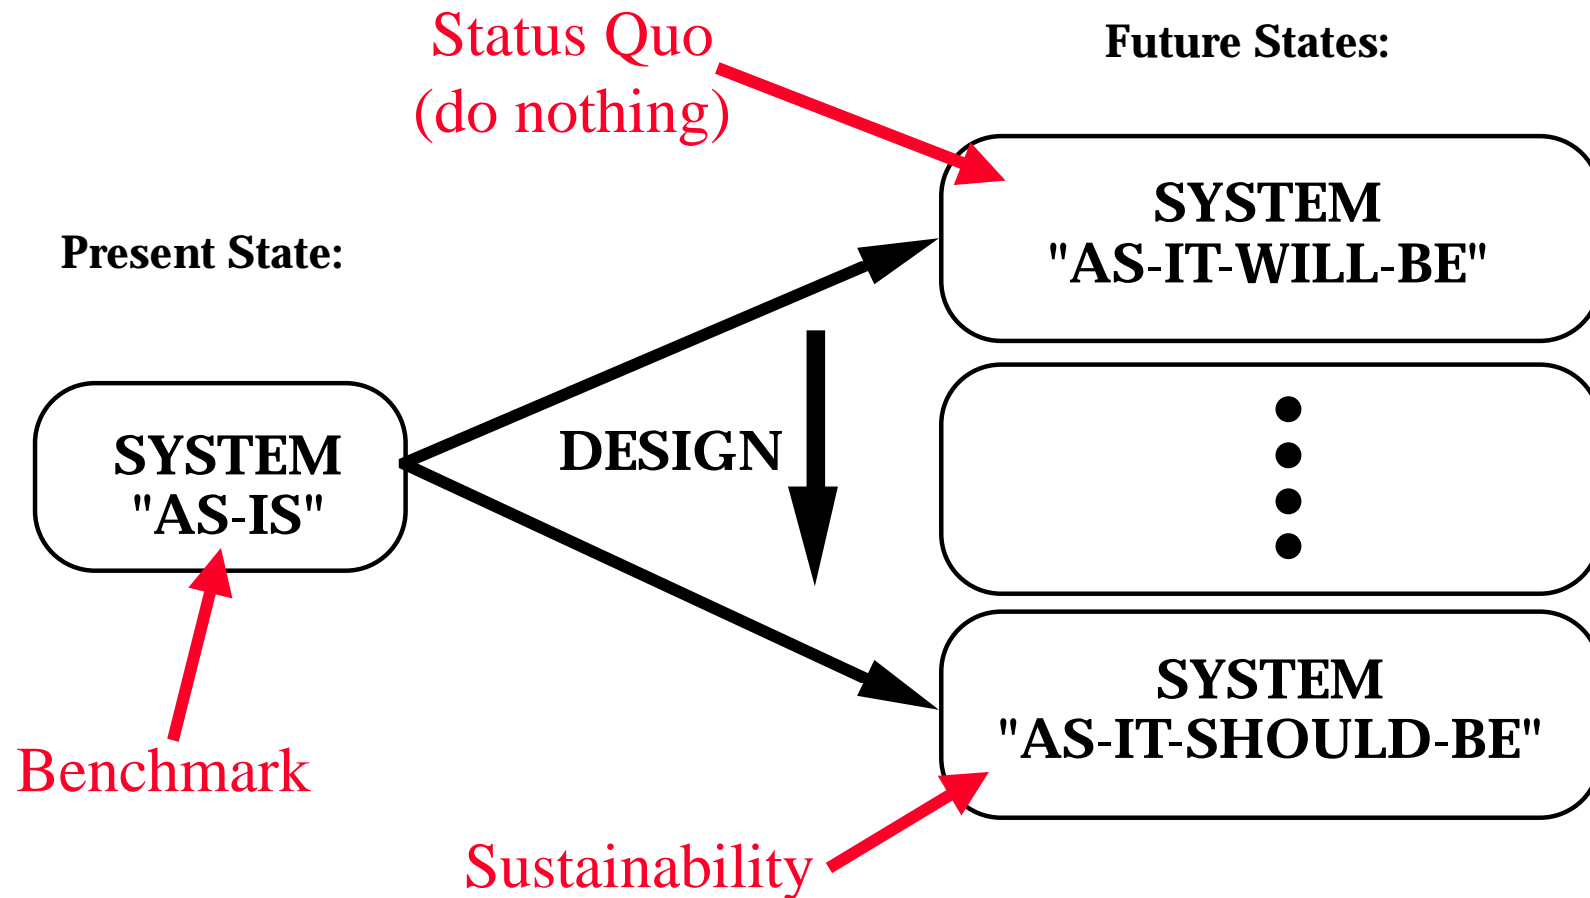 Status Quo
(do nothing)
Future States:
SYSTEM
"AS-IT-WILL-BE"
Present State:
SYSTEM
"AS-IS"
DESIGN
SYSTEM
"AS-IT-SHOULD-BE"
Benchmark
Sustainability